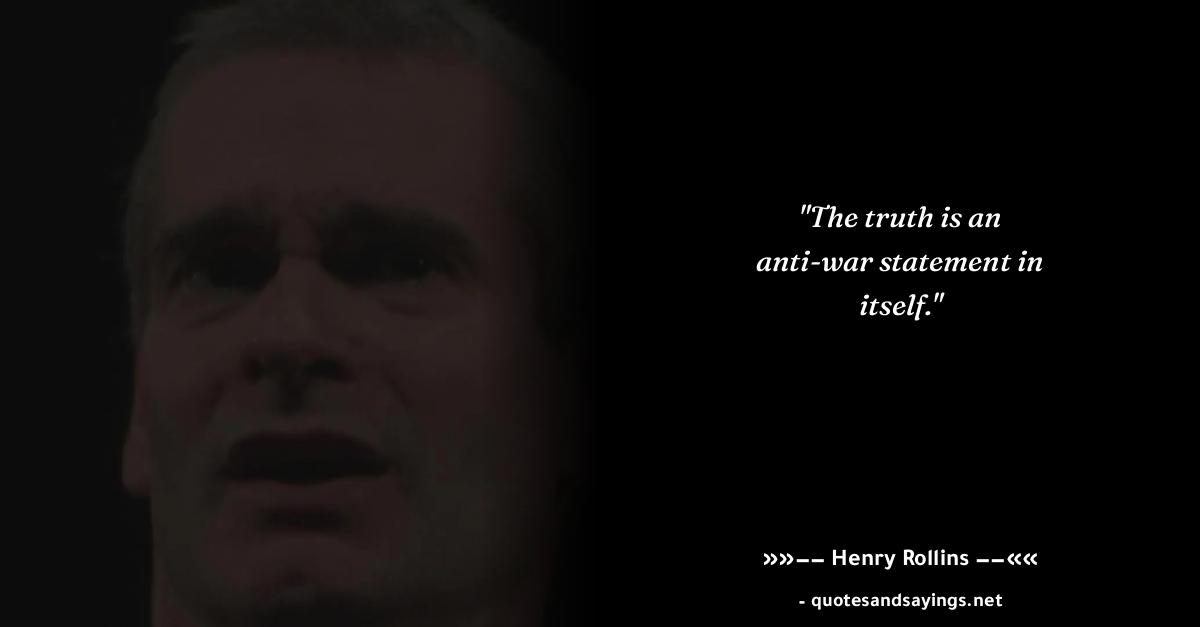 "The truth is an
anti-war statement in
itself."
»»–– Henry Rollins ––««
- quotesandsayings.net